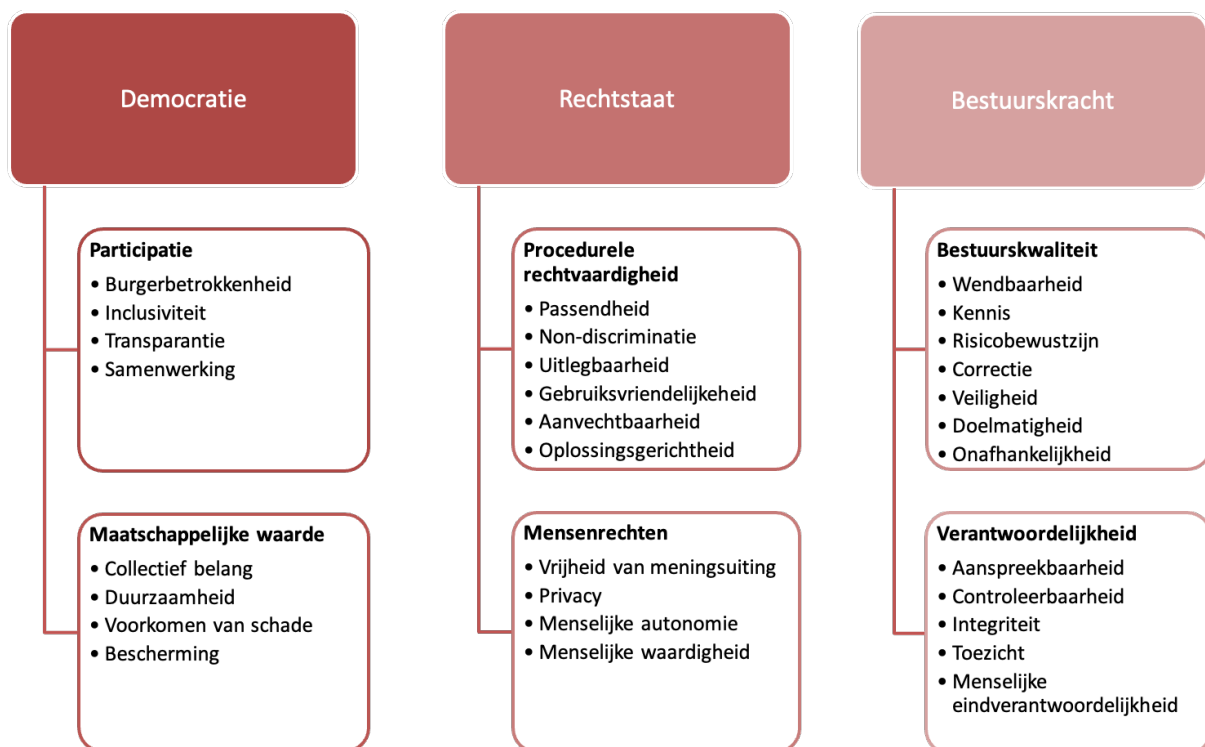 Democratie
Participatie
• Burgerbetrokkenheid
• Inclusiviteit
• Transparantie
• Samenwerking
Maatschappelijke waarde
• Collectief belang
• Duurzaamheid
• Voorkomen van schade
• Bescherming
Rechtstaat
Procedurele
rechtvaardigheid
• Passendheid
• Non-discriminatie
• Uitlegbaarheid
• Gebruiksvriendelijkeheid
• Aanvechtbaarheid
• Oplossingsgerichtheid
Mensenrechten
• Vrijheid van meningsuiting
• Privacy
• Menselijke autonomie
• Menselijke waardigheid
Bestuurskracht
Bestuurskwaliteit
• Wendbaarheid
• Kennis
• Risicobewustzijn
• Correctie
• Veiligheid
• Doelmatigheid
• Onafhankelijkheid
Verantwoordelijkheid
• Aanspreekbaarheid
• Controleerbaarheid
• Integriteit
• Toezicht
• Menselijke
eindverantwoordelijkheid